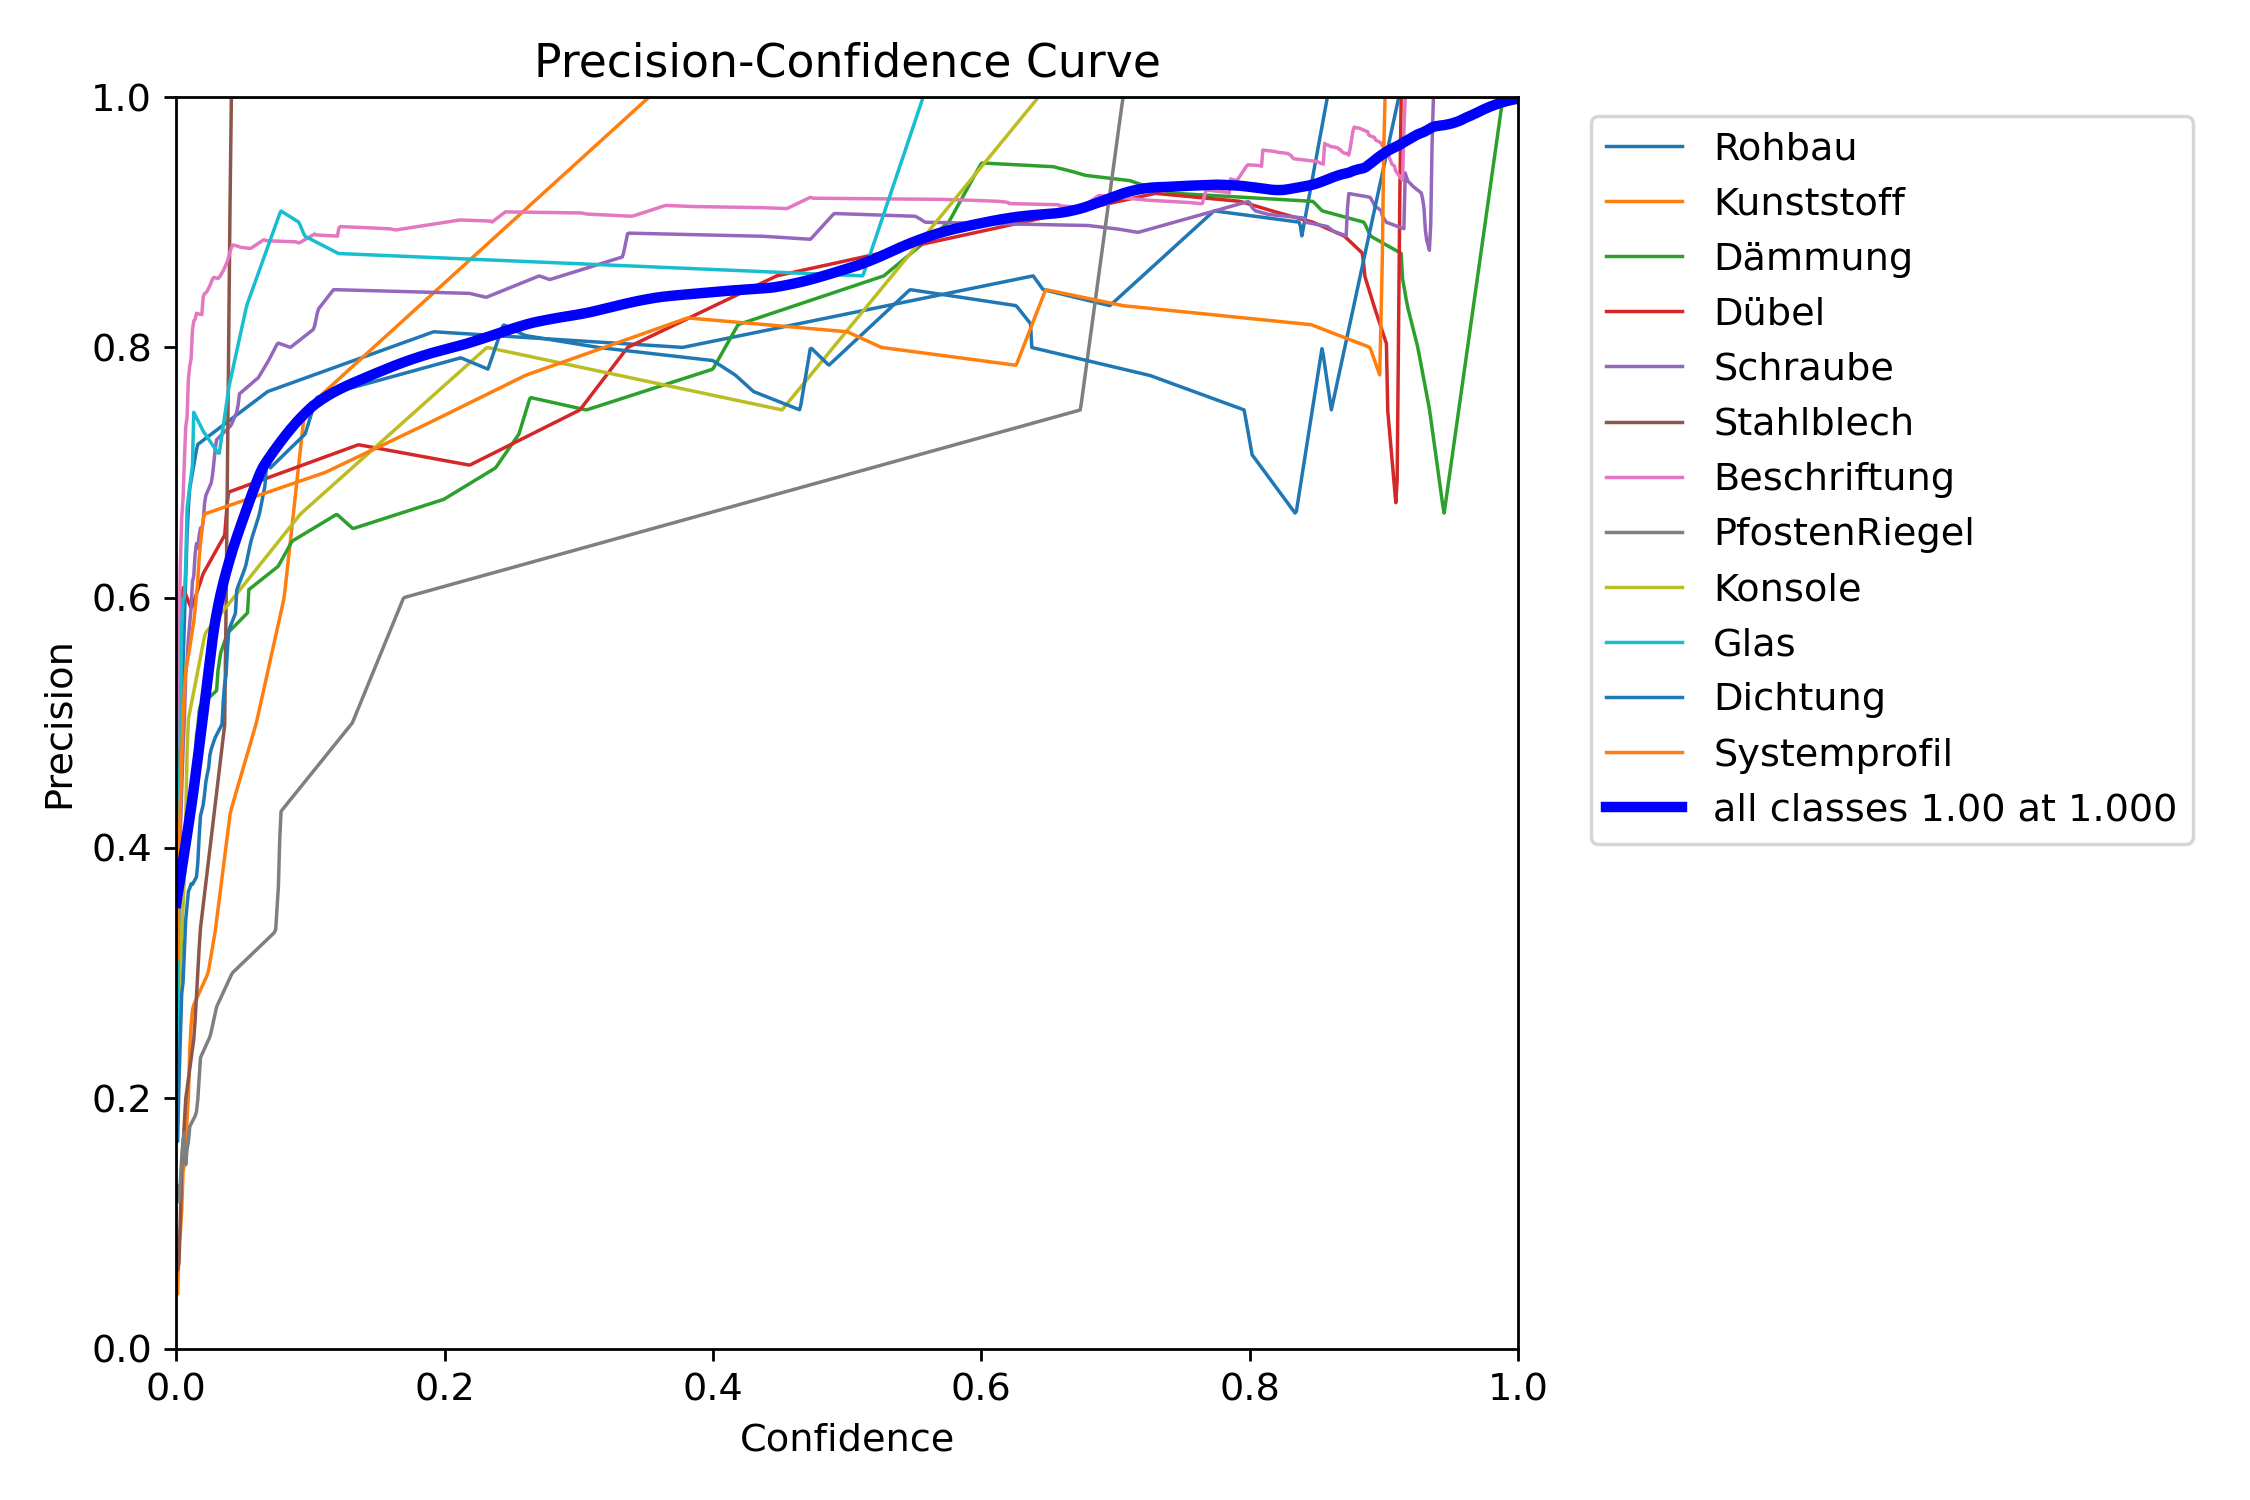 Precision-Confidence Curve
1.0
0.8
0.6
0.4
0.2
0.0
Precision
0.0 0.2 0.4 0.6 0.8 1.0
Confidence
Rohbau
Kunststoff
Dämmung
Dübel
Schraube
Stahlblech
Beschriftung
PfostenRiegel
Konsole
Glas
Dichtung
Systemprofil
all classes 1.00 at 1.000